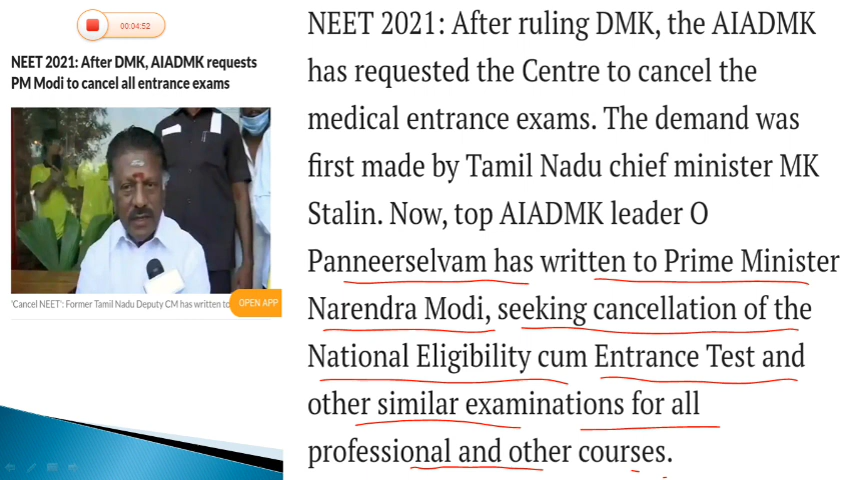 00:04:52
NEET 2021: After DMK, AIADMK requests
PM Modi to cancel all entrance exams
'Cancel NEET': Former Tamil Nadu Deputy CM has written to
OPEN APP
NEET 2021: After ruling DMK, the AIADMK
has requested the Centre to cancel the
medical entrance exams. The demand was
first made by Tamil Nadu chief minister MK
Stalin. Now, top AIADMK leader O
Panneerselvam has written to Prime Minister
Narendra Modi, seeking cancellation of the
National Eligibility cum Entrance Test and
other similar examinations for all
professional and other courses.